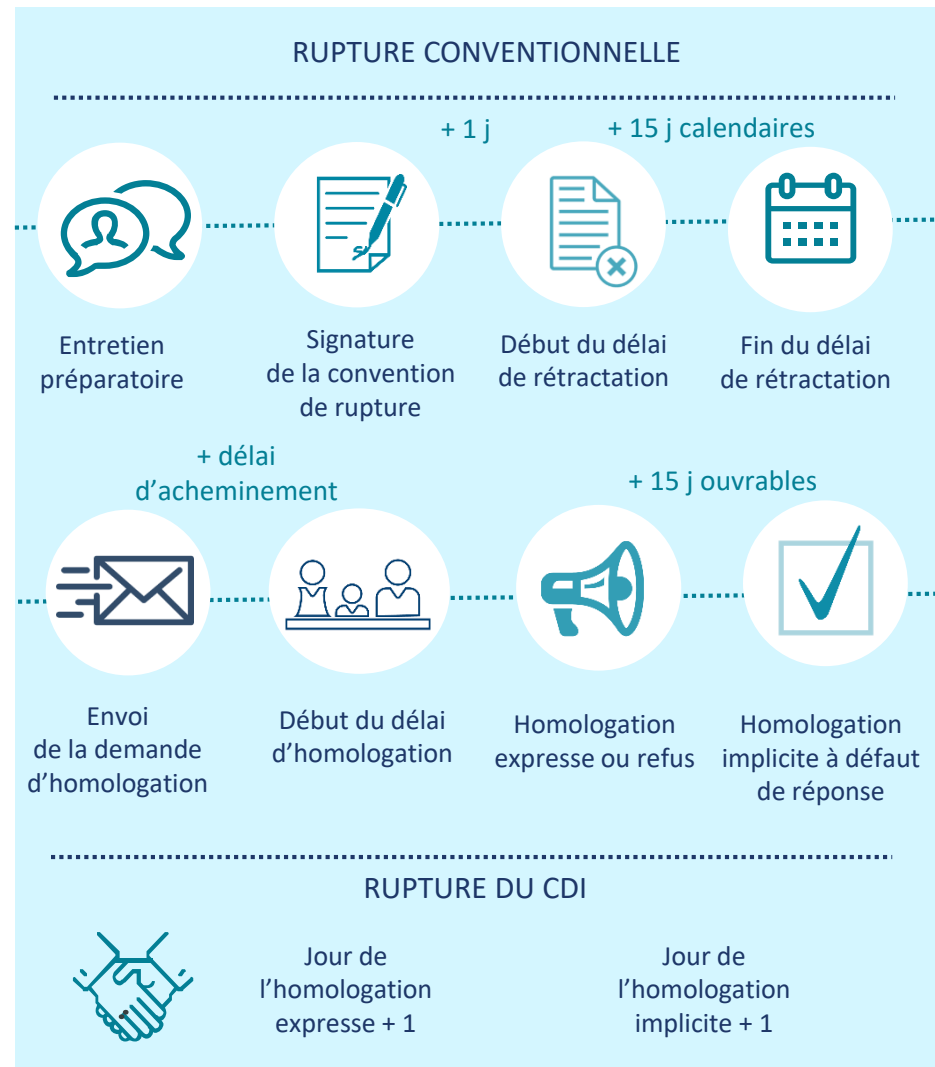 RUPTURE CONVENTIONNELLE
+ 1 j
+ 15 j calendaires
Entretien
préparatoire
Signature
de la convention
de rupture
Début du délai
de rétractation
Fin du délai
de rétractation
+ délai
d’acheminement
+ 15 j ouvrables
Envoi
de la demande
d’homologation
Début du délai
d’homologation
Homologation
expresse ou refus
Homologation
implicite à défaut
de réponse
RUPTURE DU CDI
Jour de
l’homologation
expresse + 1
Jour de
l’homologation
implicite + 1